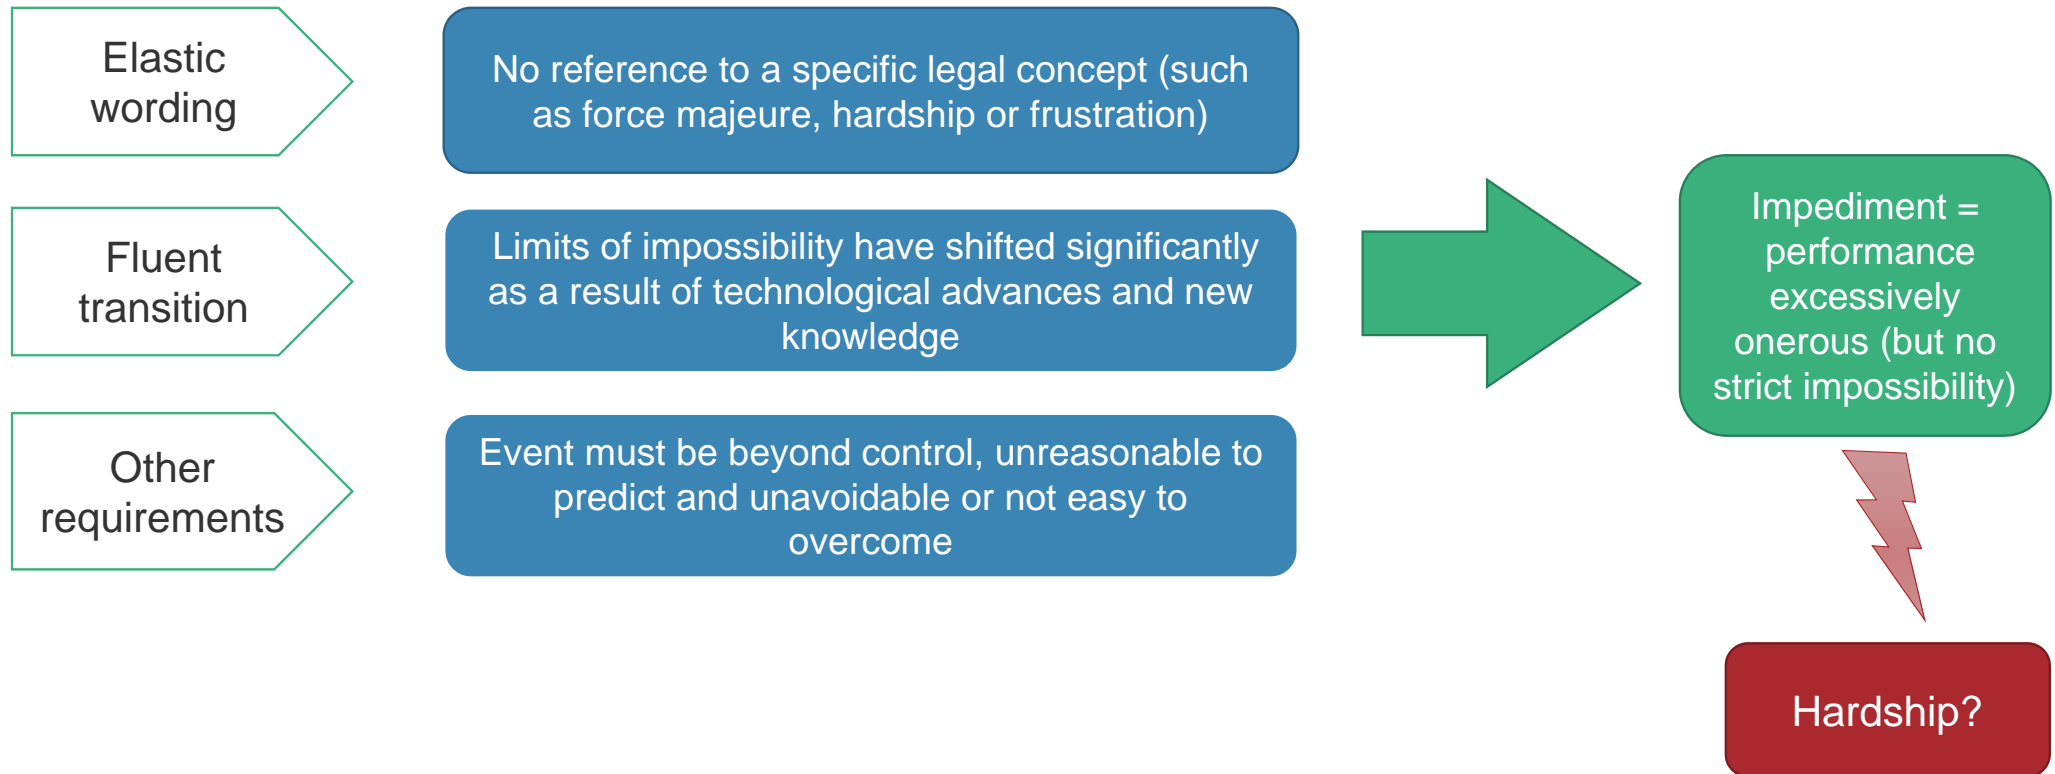 Elastic
wording
No reference to a specific legal concept (such
as force majeure, hardship or frustration)
Fluent
transition
Limits of impossibility have shifted significantly
as a result of technological advances and new
knowledge
Other
requirements
Event must be beyond control, unreasonable to
predict and unavoidable or not easy to
overcome
Impediment =
performance
excessively
onerous (but no
strict impossibility)
Hardship?